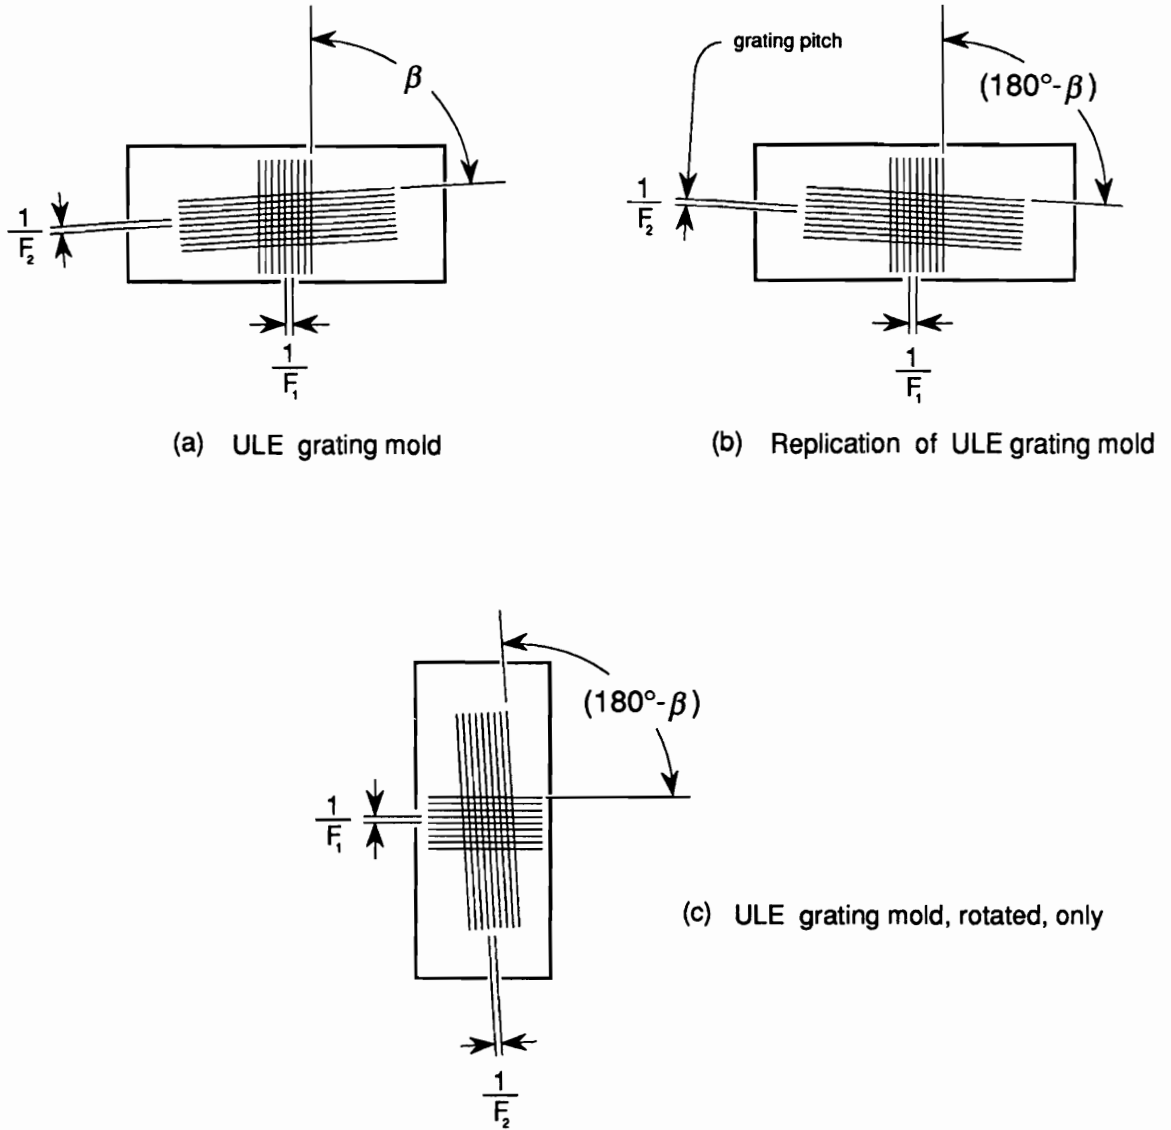 grating pitch
β
(180°-β)
1
F₂
1
F₂
1
F₁
1
F₁
(a) ULE grating mold
(b) Replication of ULE grating mold
(180°-β)
1
F₁
(c) ULE grating mold, rotated, only
1
F₂